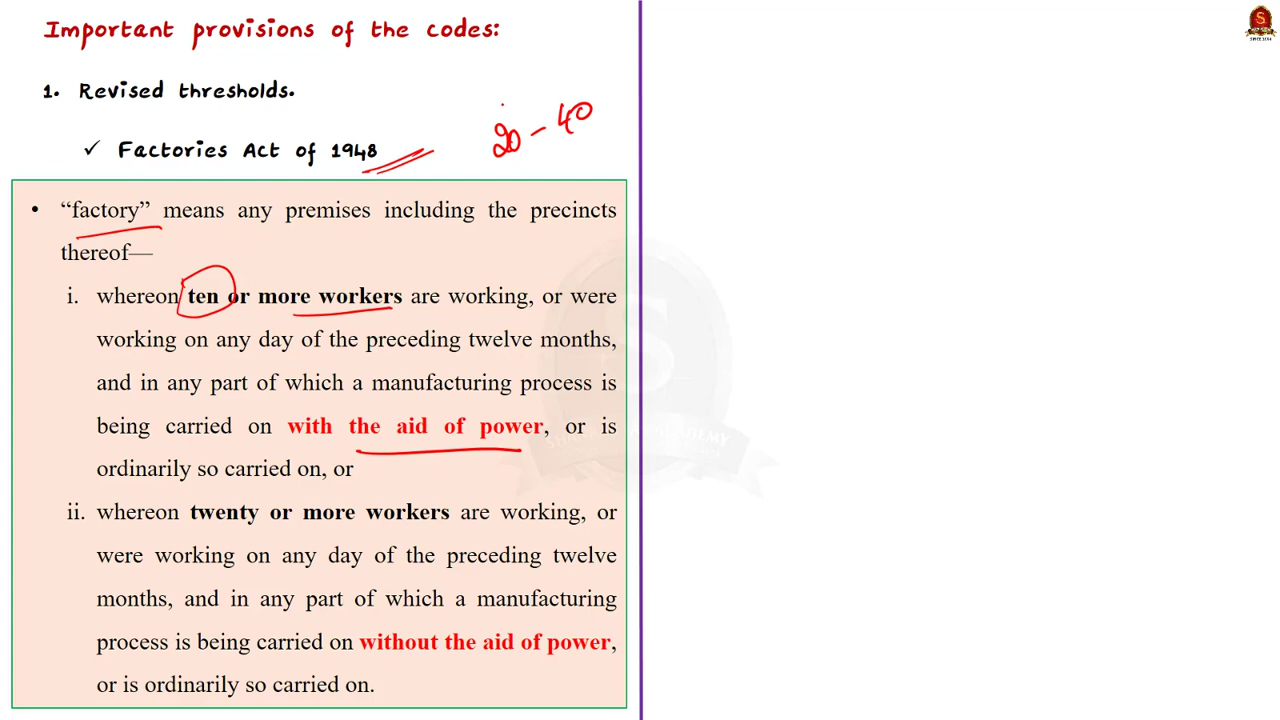 Important provisions of the codes:
1. Revised thresholds.
20 - 40
✓ Factories Act of 1948
• “factory” means any premises including the precincts
thereof—
i. whereon ten or more workers are working, or were
working on any day of the preceding twelve months,
and in any part of which a manufacturing process is
being carried on with the aid of power, or is
ordinarily so carried on, or
ii. whereon twenty or more workers are working, or
were working on any day of the preceding twelve
months, and in any part of which a manufacturing
process is being carried on without the aid of power,
or is ordinarily so carried on.